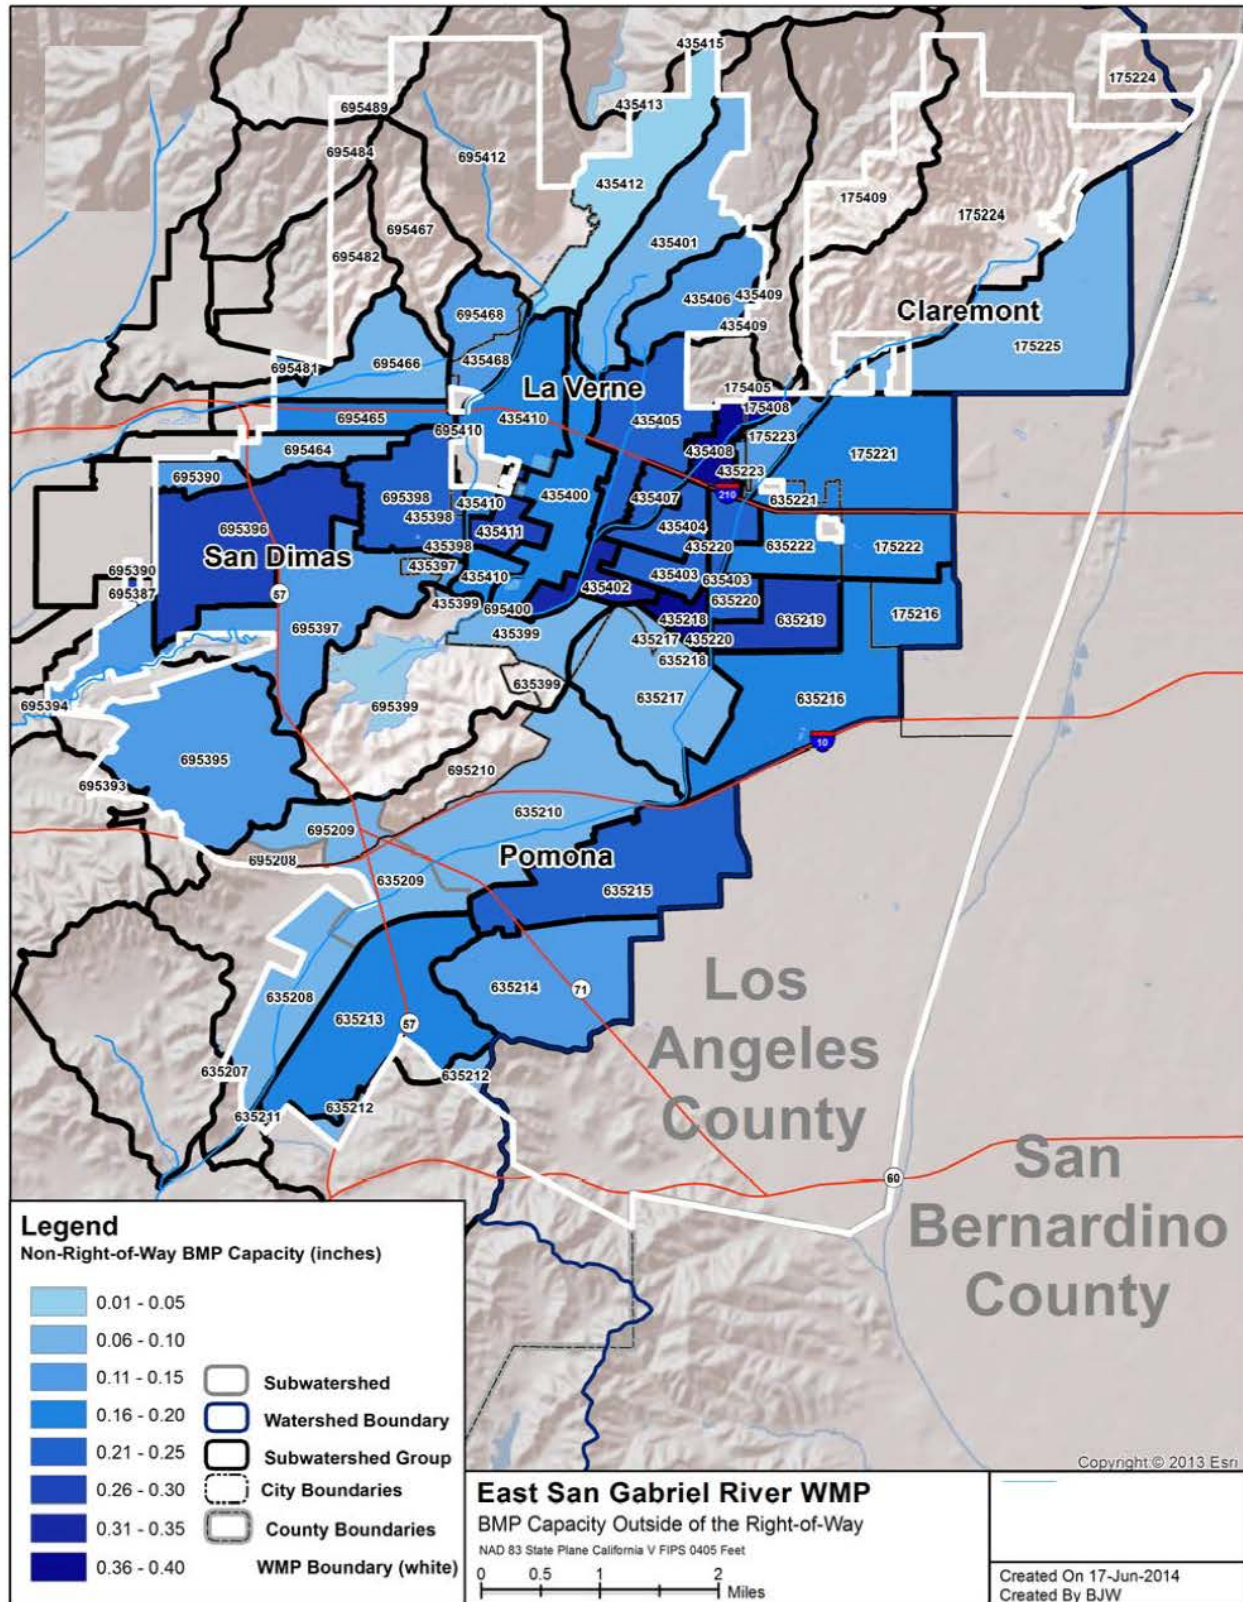 435415
175224
695489
435413
695484
695412
435412
175409
175224
695467
695482
435401
435406
435409
435409
Claremont
695468
435468
175225
695481
695466
La Verne
175405
175408
695465
435410
435405
695410
175223
695464
435408
175221
695390
695398
435400
435407
435223
210
635221
435398
435410
435411
435404
695396
435398
435220
635222
175222
San Dimas
695390
435397
435410
435402
435403
635403
695387
57
435399
695400
635220
175216
435218
635219
695397
435399
435217
435220
635218
635399
635217
635216
695394
695399
10
695395
695210
695393
635210
695209
Pomona
695208
635209
635215
Los
Angeles
County
635208
635214
71
635213
57
635207
635212
635212
635211
San
Bernardino
County
60
Legend
Non-Right-of-Way BMP Capacity (inches)
0.01 - 0.05
0.06 - 0.10
0.11 - 0.15
0.16 - 0.20
0.21 - 0.25
0.26 - 0.30
0.31 - 0.35
0.36 - 0.40
Subwatershed
Watershed Boundary
Subwatershed Group
City Boundaries
County Boundaries
WMP Boundary (white)
Copyright:© 2013 Esri
East San Gabriel River WMP
BMP Capacity Outside of the Right-of-Way
NAD 83 State Plane California V FIPS 0405 Feet
0 0.5 1 2
Miles
Created On 17-Jun-2014
Created By BJW